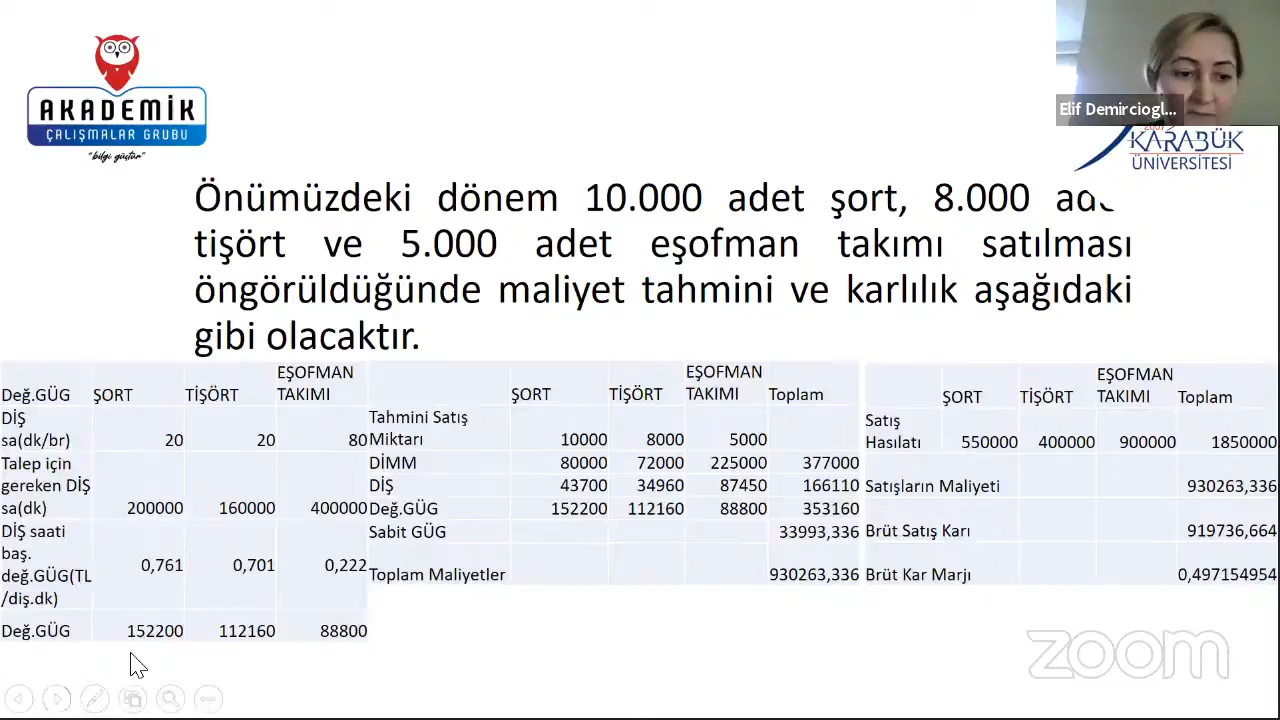 AKADEMİK
ÇALIŞMALAR GRUBU
"bilgi güçtür"
Elif Demirciogl...
2007
KARABÜK
ÜNİVERSİTESİ
Önümüzdeki dönem 10.000 adet şort, 8.000
tişört ve 5.000 adet eşofman takımı satılması
öngörüldüğünde maliyet tahmini ve karlılık aşağıdaki
gibi olacaktır.
Değ.GÜG ŞORT TİŞÖRT EŞOFMAN TAKIMI
DİŞ sa(dk/br) 20 20 80
Talep için gereken DİŞ sa(dk) 200000 160000 400000
DİŞ saati baş. değ.GÜG(TL /diş.dk) 0,761 0,701 0,222
Değ.GÜG 152200 112160 88800
ŞORT TİŞÖRT EŞOFMAN TAKIMI Toplam
Tahmini Satış Miktarı 10000 8000 5000
DİMM 80000 72000 225000 377000
DİŞ 43700 34960 87450 166110
Değ.GÜG 152200 112160 88800 353160
Sabit GÜG 33993,336
Toplam Maliyetler 930263,336
ŞORT TİŞÖRT EŞOFMAN TAKIMI Toplam
Satış Hasılatı 550000 400000 900000 1850000
Satışların Maliyeti 930263,336
Brüt Satış Karı 919736,664
Brüt Kar Marjı 0,497154954
zoom